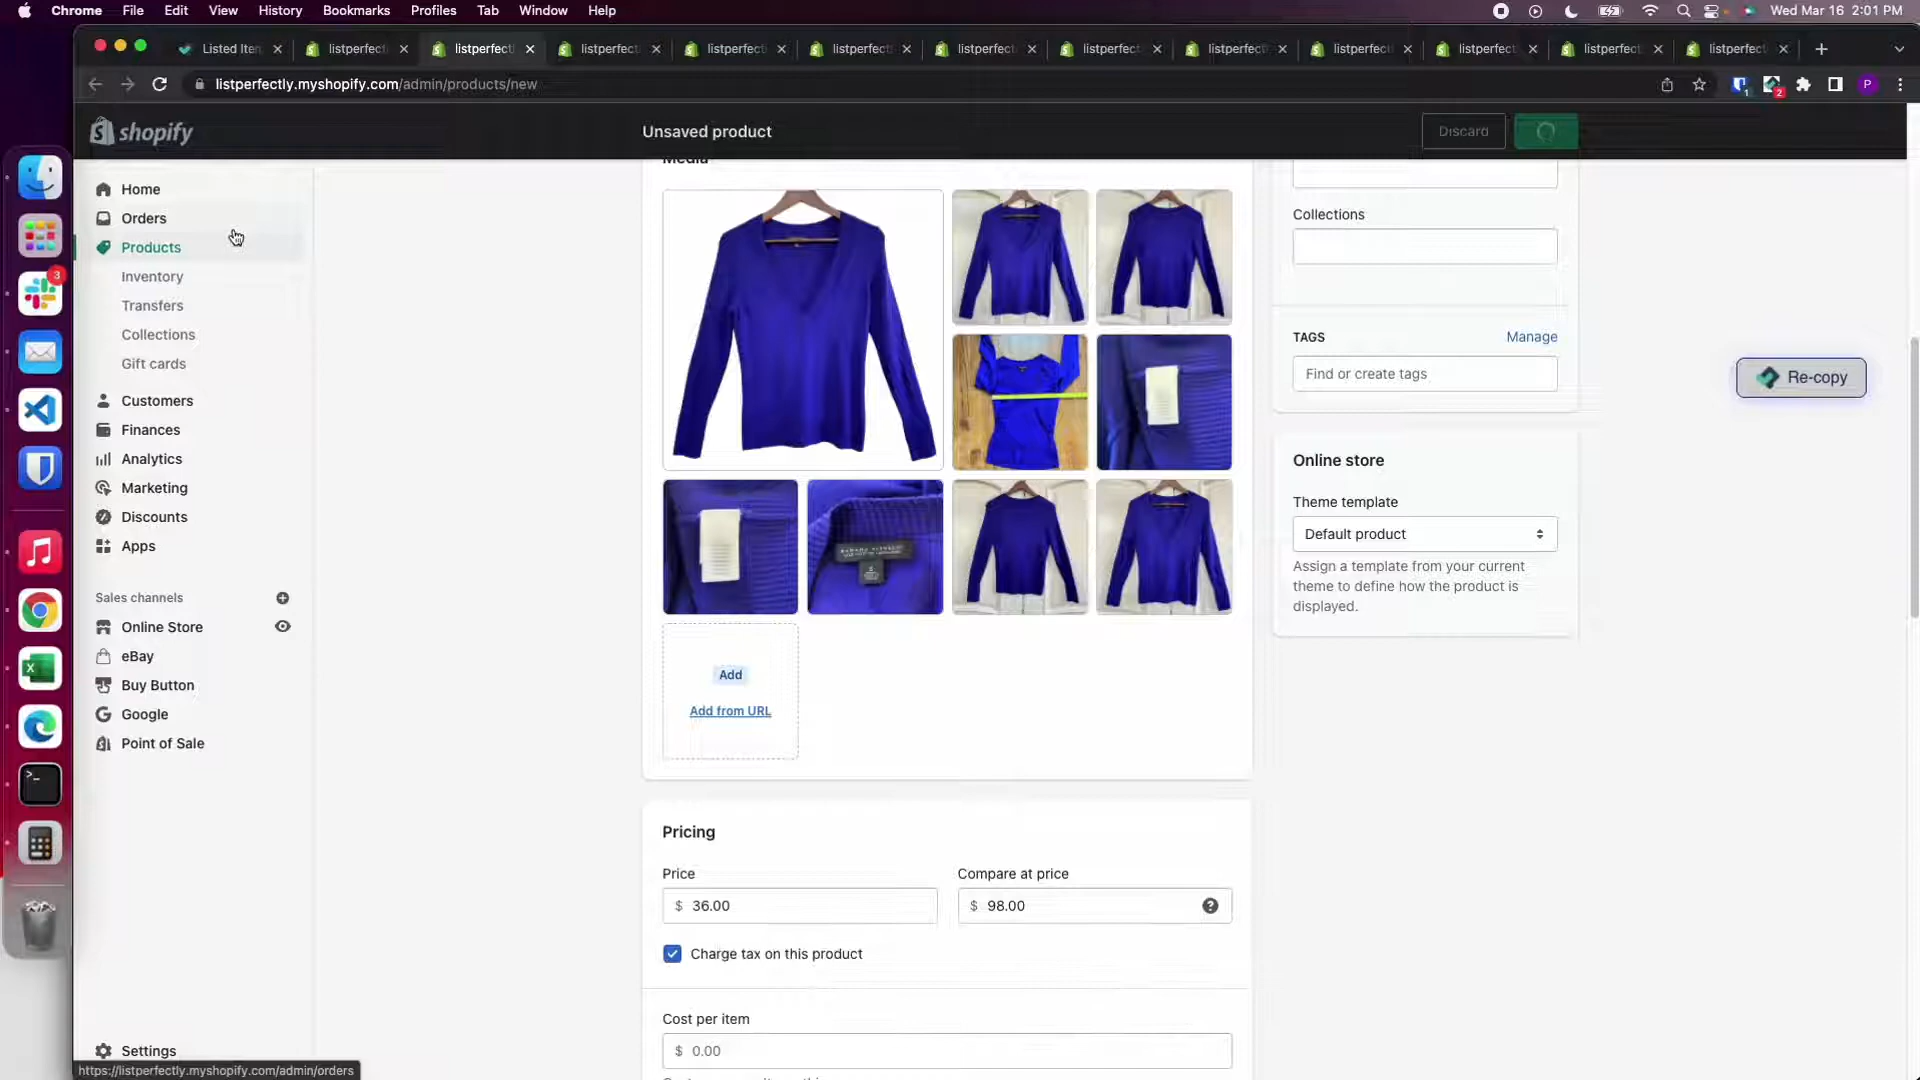 Chrome File Edit View History Bookmarks Profiles Tab Window Help
Wed Mar 16 2:01 PM
Listed Iten
listperfect
listperfect
listperfect
listperfect
listperfect
listperfect
listperfect
listperfect
listperfect
listperfect
listperfect
listperfect
listperfectly.myshopify.com/admin/products/new
1
2
P
shopify
Unsaved product
Discard
3
Home
Orders
Products
Inventory
Transfers
Collections
Gift cards
Customers
Finances
Analytics
Marketing
Discounts
Apps
Sales channels
Online Store
eBay
Buy Button
Google
Point of Sale
Settings
https://listperfectly.myshopify.com/admin/orders
Media
Add
Add from URL
Pricing
Price
Compare at price
$ 36.00
$ 98.00
Charge tax on this product
Cost per item
$ 0.00
Collections
TAGS
Manage
Find or create tags
Online store
Theme template
Default product
Assign a template from your current
theme to define how the product is
displayed.
Re-copy